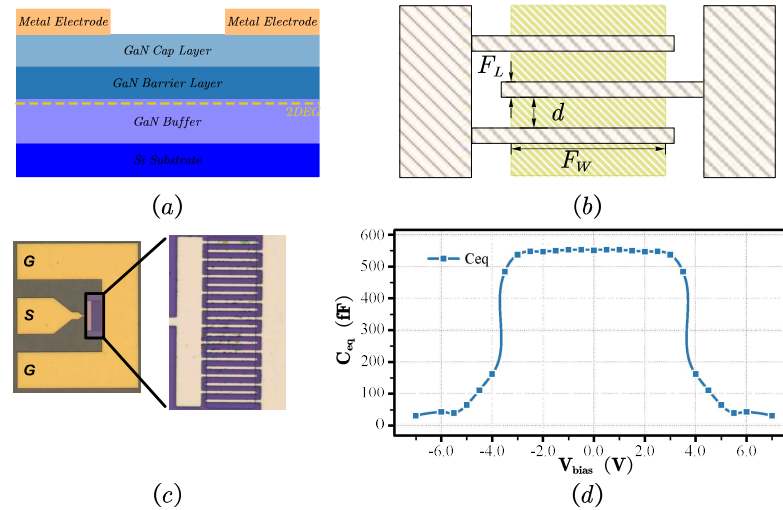 (a)
Metal Electrode
Metal Electrode
GaN Cap Layer
GaN Barrier Layer
2DEG
GaN Buffer
Si Substrate
(b)
F_L
d
F_W
(c)
G
S
G
(d)
Ceq
C_eq (fF)
600
500
400
300
200
100
0
-6.0 -4.0 -2.0 0.0 2.0 4.0 6.0
V_bias (V)